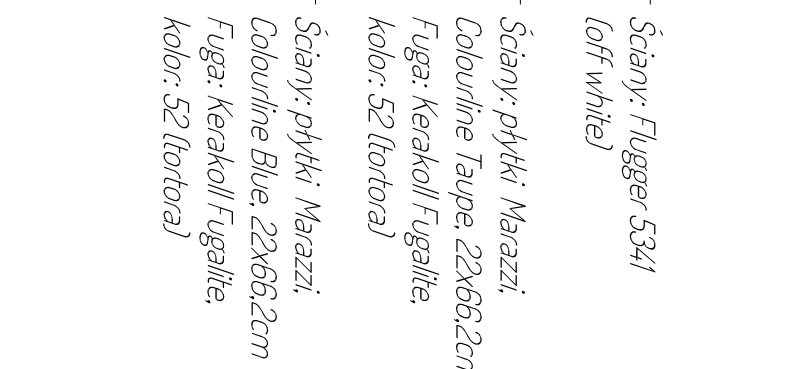 - Ściany: Flugger 5341
(off white)
- Ściany: płytki Marazzi,
Colourline Taupe, 22x66,2cm
Fuga: Kerakoll Fugalite,
kolor: 52 (tortora)
- Ściany: płytki Marazzi,
Colourline Blue, 22x66,2cm
Fuga: Kerakoll Fugalite,
kolor: 52 (tortora)